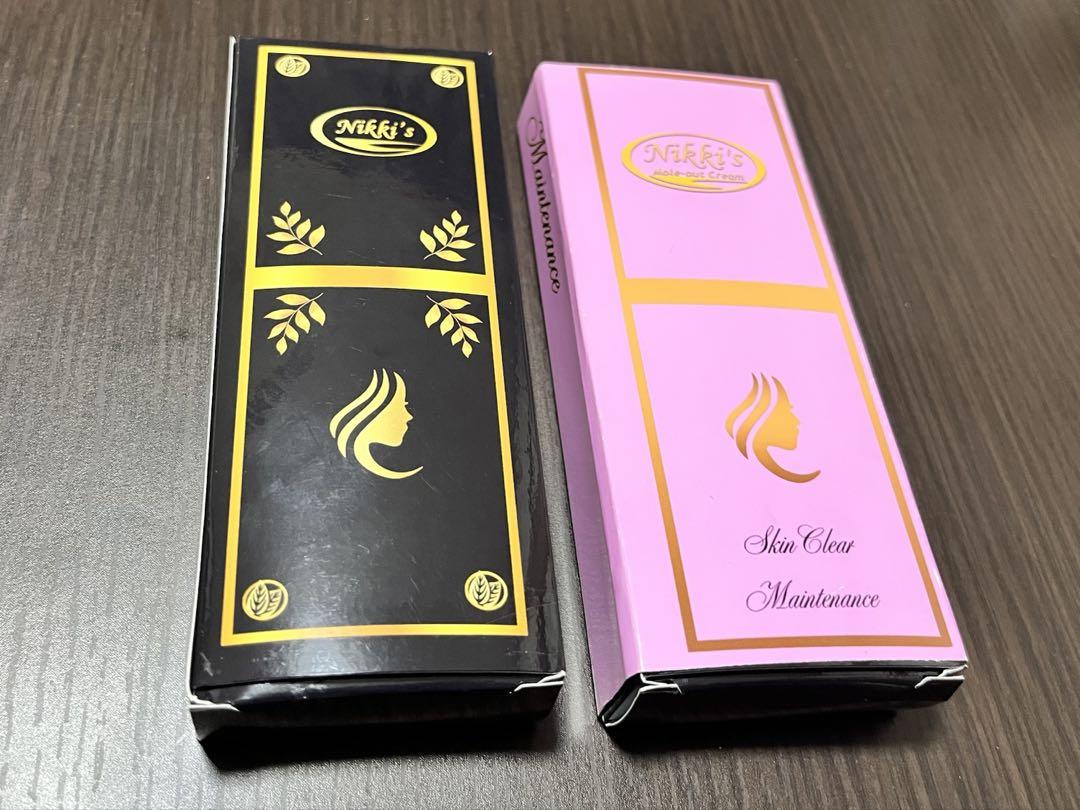 Nikki's
Maintenance
Nikki's
Mole-out Cream
Skin Clear
Maintenance